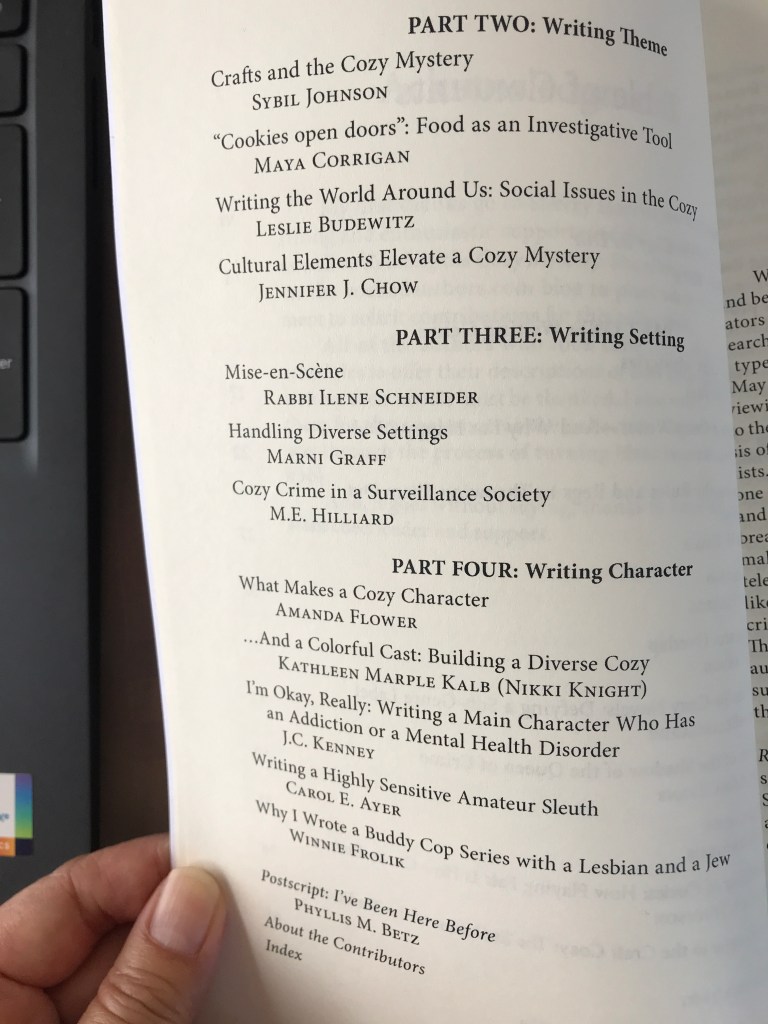 PART TWO: Writing Theme
Crafts and the Cozy Mystery
SYBIL JOHNSON
“Cookies open doors”: Food as an Investigative Tool
MAYA CORRIGAN
Writing the World Around Us: Social Issues in the Cozy
LESLIE BUDEWITZ
Cultural Elements Elevate a Cozy Mystery
JENNIFER J. CHOW
PART THREE: Writing Setting
Mise-en-Scène
RABBI ILENE SCHNEIDER
Handling Diverse Settings
MARNI GRAFF
Cozy Crime in a Surveillance Society
M.E. HILLIARD
PART FOUR: Writing Character
What Makes a Cozy Character
AMANDA FLOWER
...And a Colorful Cast: Building a Diverse Cozy
KATHLEEN MARPLE KALB (NIKKI KNIGHT)
I'm Okay, Really: Writing a Main Character Who Has
an Addiction or a Mental Health Disorder
J.C. KENNEY
Writing a Highly Sensitive Amateur Sleuth
CAROL E. AYER
Why I Wrote a Buddy Cop Series with a Lesbian and a Jew
WINNIE FROLIK
Postscript: I've Been Here Before
PHYLLIS M. BETZ
About the Contributors
Index